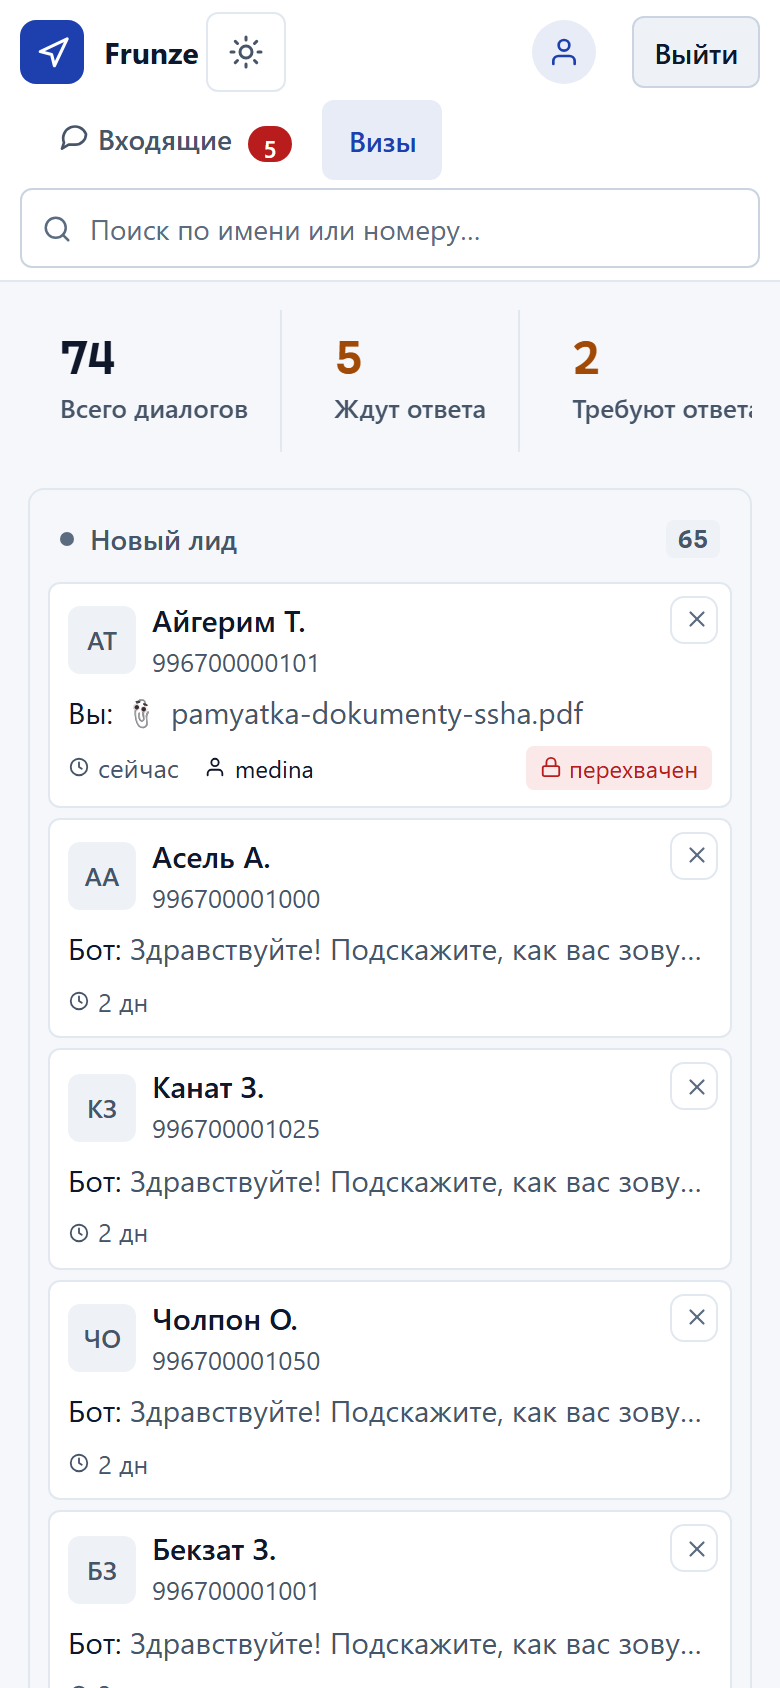 Frunze
Выйти
Входящие 5
Визы
Поиск по имени или номеру...
74
Всего диалогов
5
Ждут ответа
2
Требуют ответа
Новый лид 65
АТ
Айгерим Т.
996700000101
Вы: pamyatka-dokumenty-ssha.pdf
сейчас medina перехвачен
АА
Асель А.
996700001000
Бот: Здравствуйте! Подскажите, как вас зову...
2 дн
КЗ
Канат З.
996700001025
Бот: Здравствуйте! Подскажите, как вас зову...
2 дн
ЧО
Чолпон О.
996700001050
Бот: Здравствуйте! Подскажите, как вас зову...
2 дн
БЗ
Бекзат З.
996700001001
Бот: Здравствуйте! Подскажите, как вас зову...